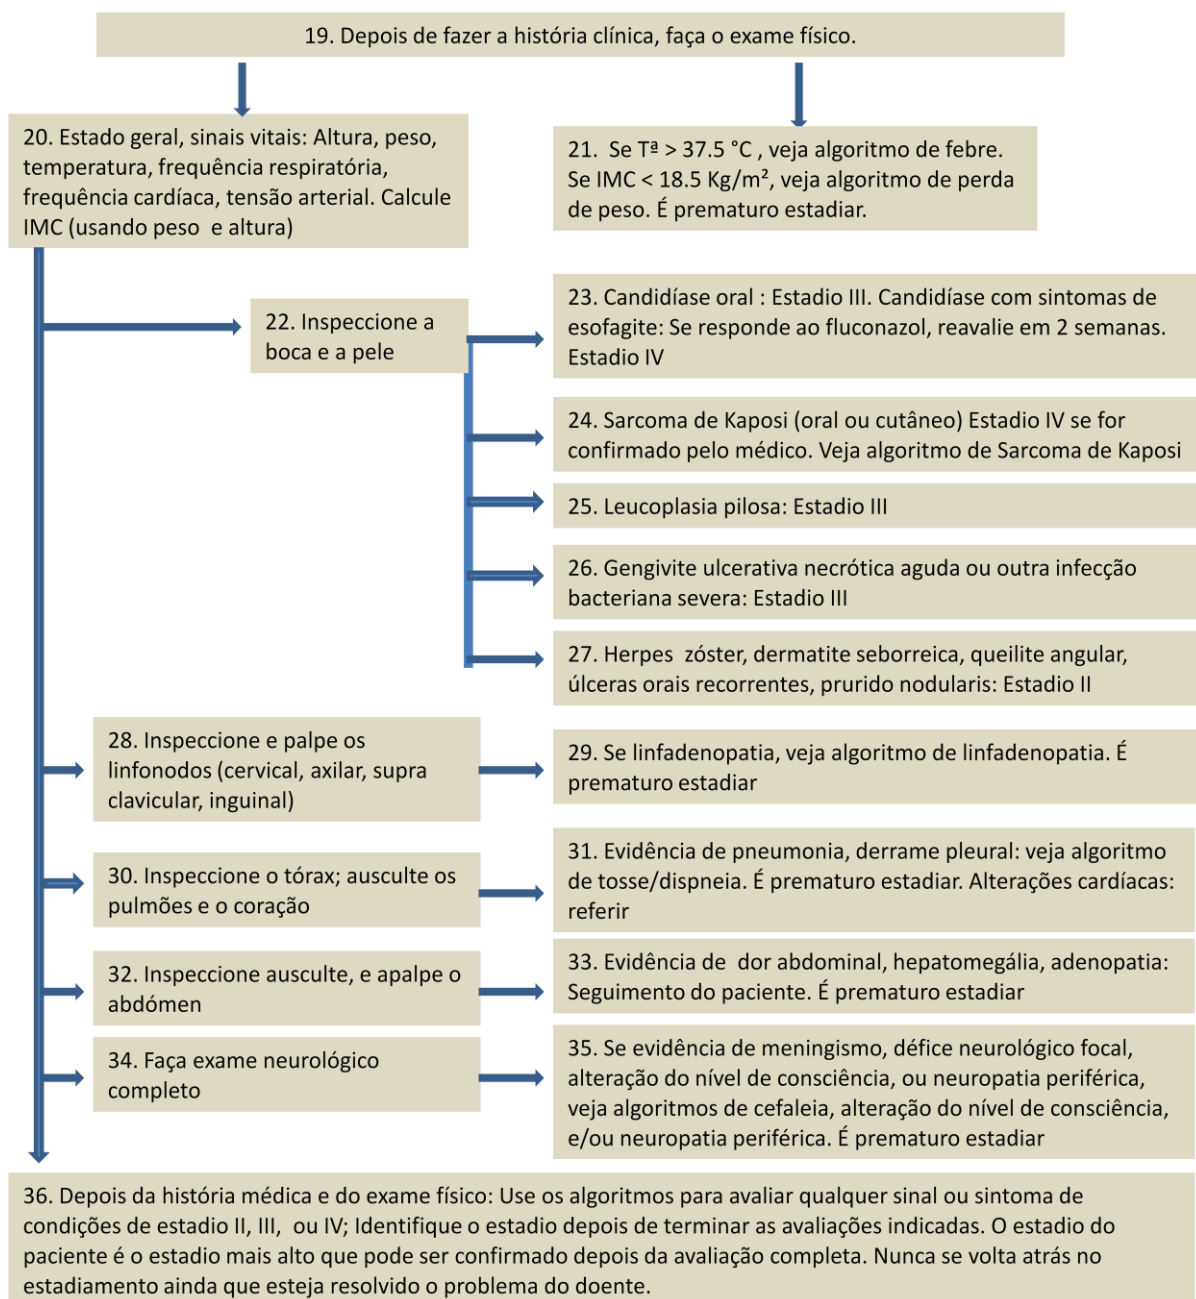 19. Depois de fazer a história clínica, faça o exame físico.
20. Estado geral, sinais vitais: Altura, peso,
temperatura, frequência respiratória,
frequência cardíaca, tensão arterial. Calcule
IMC (usando peso e altura)
21. Se Tª > 37.5 °C , veja algoritmo de febre.
Se IMC < 18.5 Kg/m², veja algoritmo de perda
de peso. É prematuro estadiar.
22. Inspeccione a
boca e a pele
23. Candidíase oral : Estadio III. Candidíase com sintomas de
esofagite: Se responde ao fluconazol, reavalie em 2 semanas.
Estadio IV
24. Sarcoma de Kaposi (oral ou cutâneo) Estadio IV se for
confirmado pelo médico. Veja algoritmo de Sarcoma de Kaposi
25. Leucoplasia pilosa: Estadio III
26. Gengivite ulcerativa necrótica aguda ou outra infecção
bacteriana severa: Estadio III
27. Herpes zóster, dermatite seborreica, queilite angular,
úlceras orais recorrentes, prurido nodularis: Estadio II
28. Inspeccione e palpe os
linfonodos (cervical, axilar, supra
clavicular, inguinal)
29. Se linfadenopatia, veja algoritmo de linfadenopatia. É
prematuro estadiar
30. Inspeccione o tórax; ausculte os
pulmões e o coração
31. Evidência de pneumonia, derrame pleural: veja algoritmo
de tosse/dispneia. É prematuro estadiar. Alterações cardíacas:
referir
32. Inspeccione ausculte, e apalpe o
abdómen
33. Evidência de dor abdominal, hepatomegália, adenopatia:
Seguimento do paciente. É prematuro estadiar
34. Faça exame neurológico
completo
35. Se evidência de meningismo, défice neurológico focal,
alteração do nível de consciência, ou neuropatia periférica,
veja algoritmos de cefaleia, alteração do nível de consciência,
e/ou neuropatia periférica. É prematuro estadiar
36. Depois da história médica e do exame físico: Use os algoritmos para avaliar qualquer sinal ou sintoma de
condições de estadio II, III, ou IV; Identifique o estadio depois de terminar as avaliações indicadas. O estadio do
paciente é o estadio mais alto que pode ser confirmado depois da avaliação completa. Nunca se volta atrás no
estadiamento ainda que esteja resolvido o problema do doente.